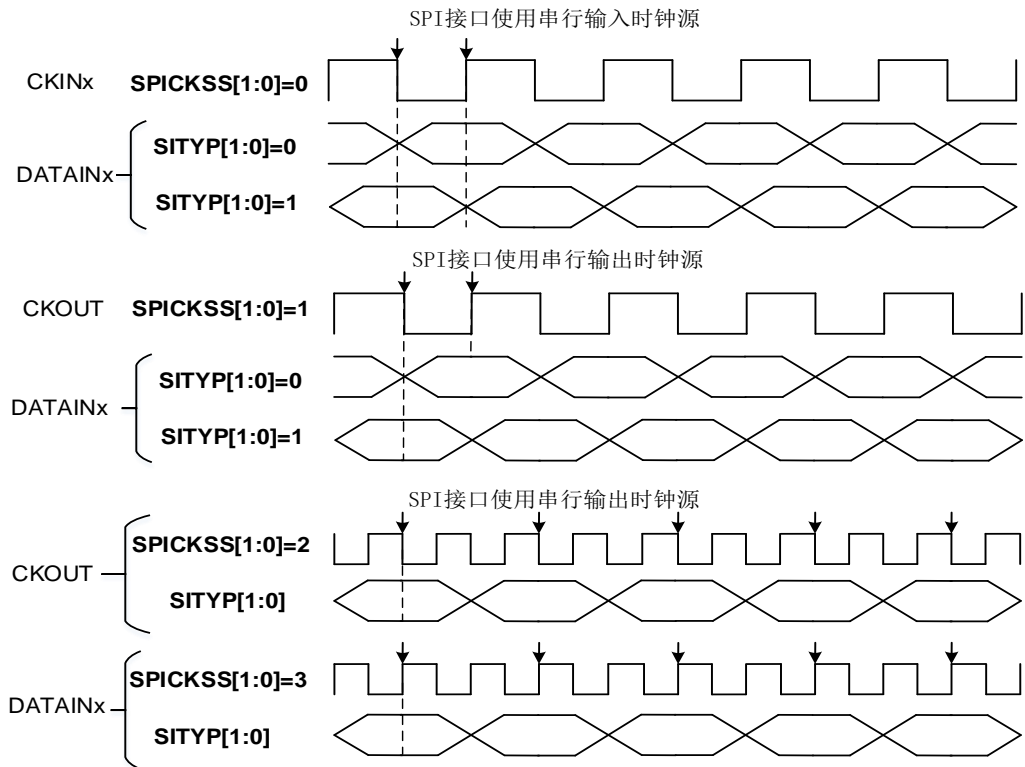 SPI接口使用串行输入时钟源
CKINx SPICKSS[1:0]=0
SITYP[1:0]=0
DATAINx
SITYP[1:0]=1
SPI接口使用串行输出时钟源
CKOUT SPICKSS[1:0]=1
SITYP[1:0]=0
DATAINx
SITYP[1:0]=1
SPI接口使用串行输出时钟源
SPICKSS[1:0]=2
CKOUT
SITYP[1:0]
SPICKSS[1:0]=3
DATAINx
SITYP[1:0]